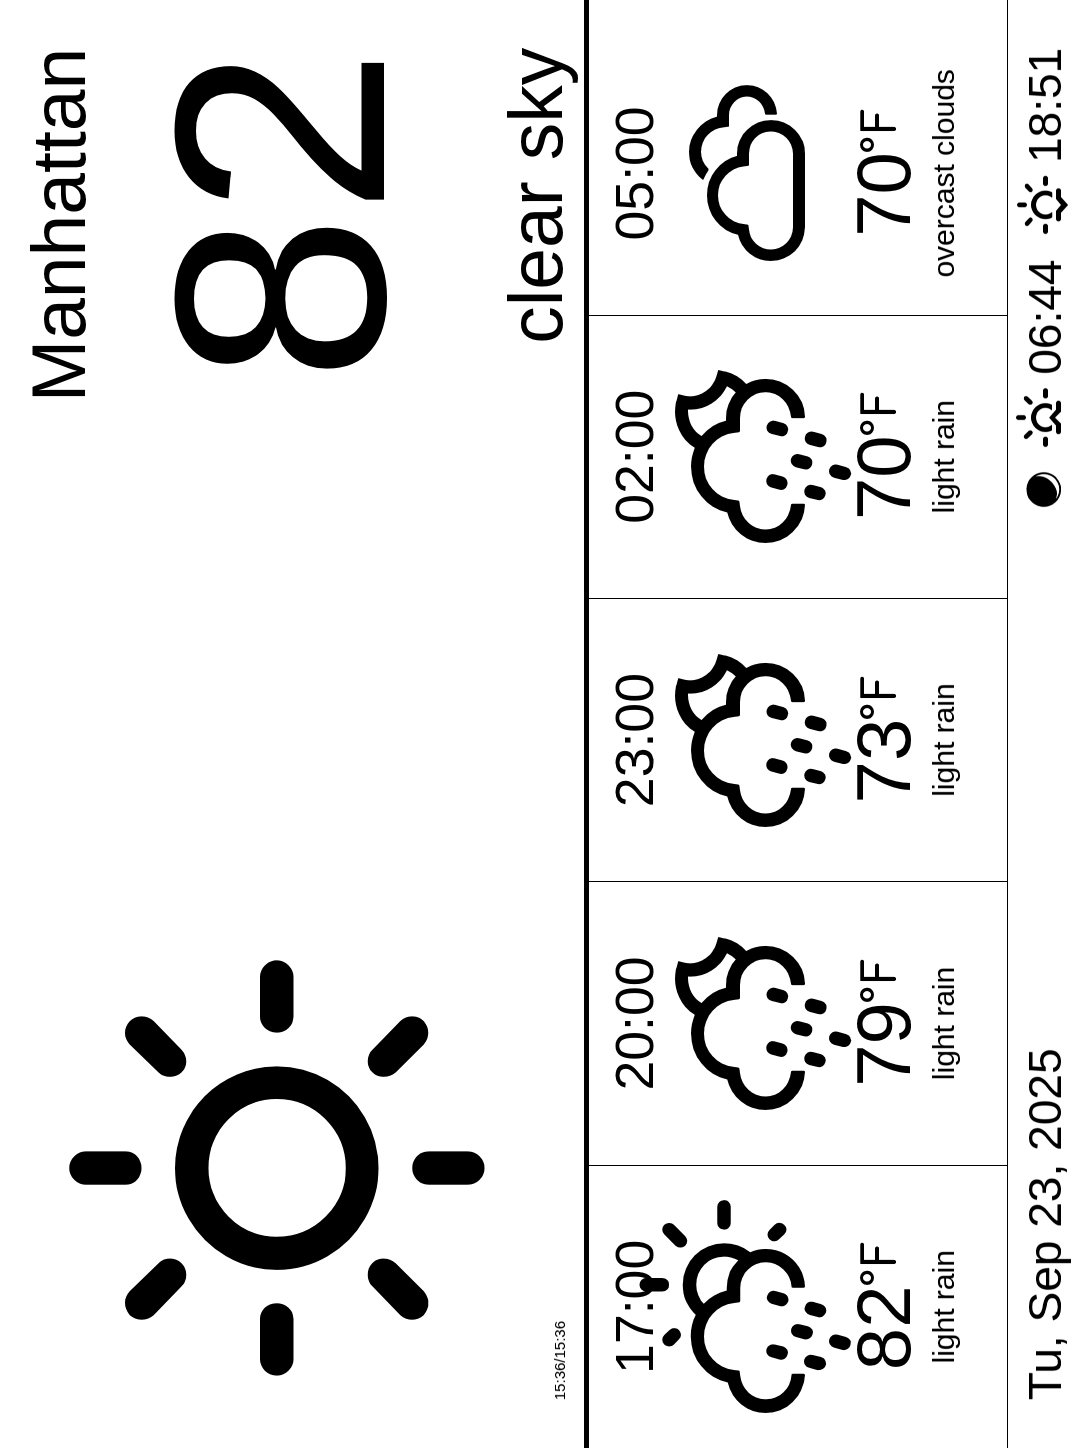 Manhattan
82
clear sky
15:36/15:36
17:00
82°F
light rain
20:00
79°F
light rain
23:00
73°F
light rain
02:00
70°F
light rain
05:00
70°F
overcast clouds
Tu, Sep 23, 2025
06:44 18:51